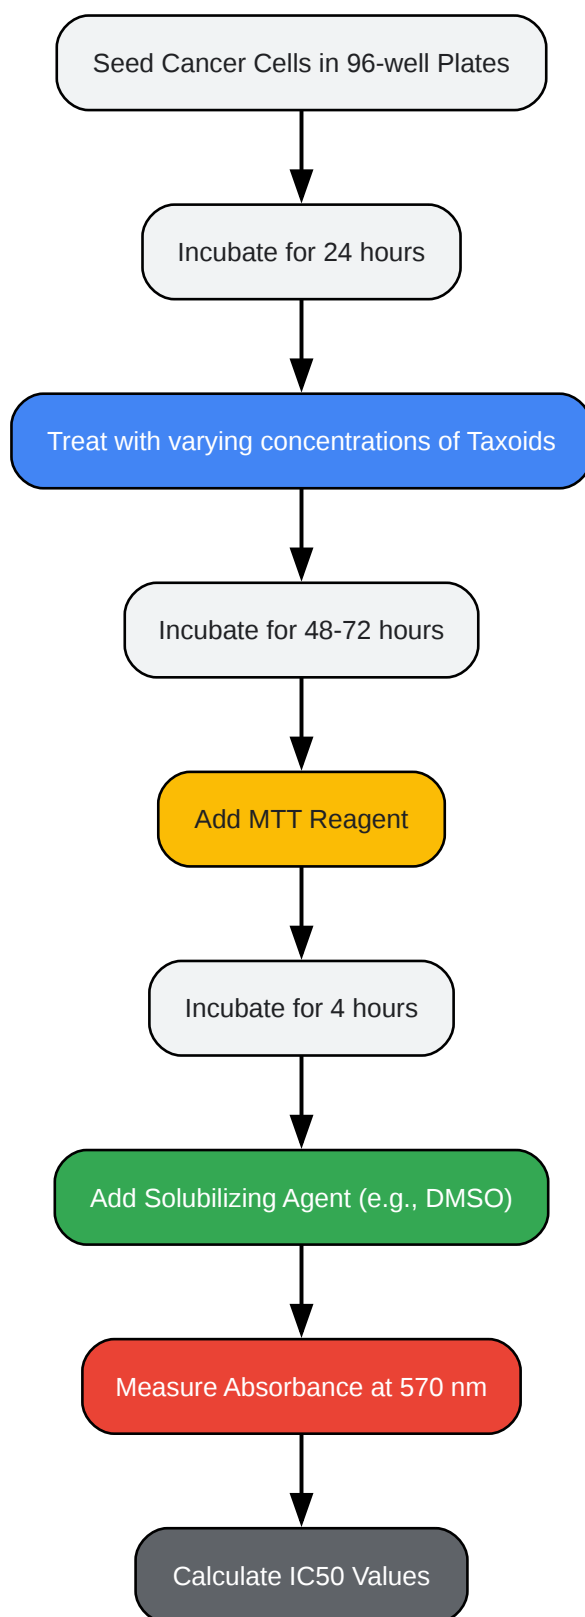 Seed Cancer Cells in 96-well Plates
Incubate for 24 hours
Treat with varying concentrations of Taxoids
Incubate for 48-72 hours
Add MTT Reagent
Incubate for 4 hours
Add Solubilizing Agent (e.g., DMSO)
Measure Absorbance at 570 nm
Calculate IC50 Values